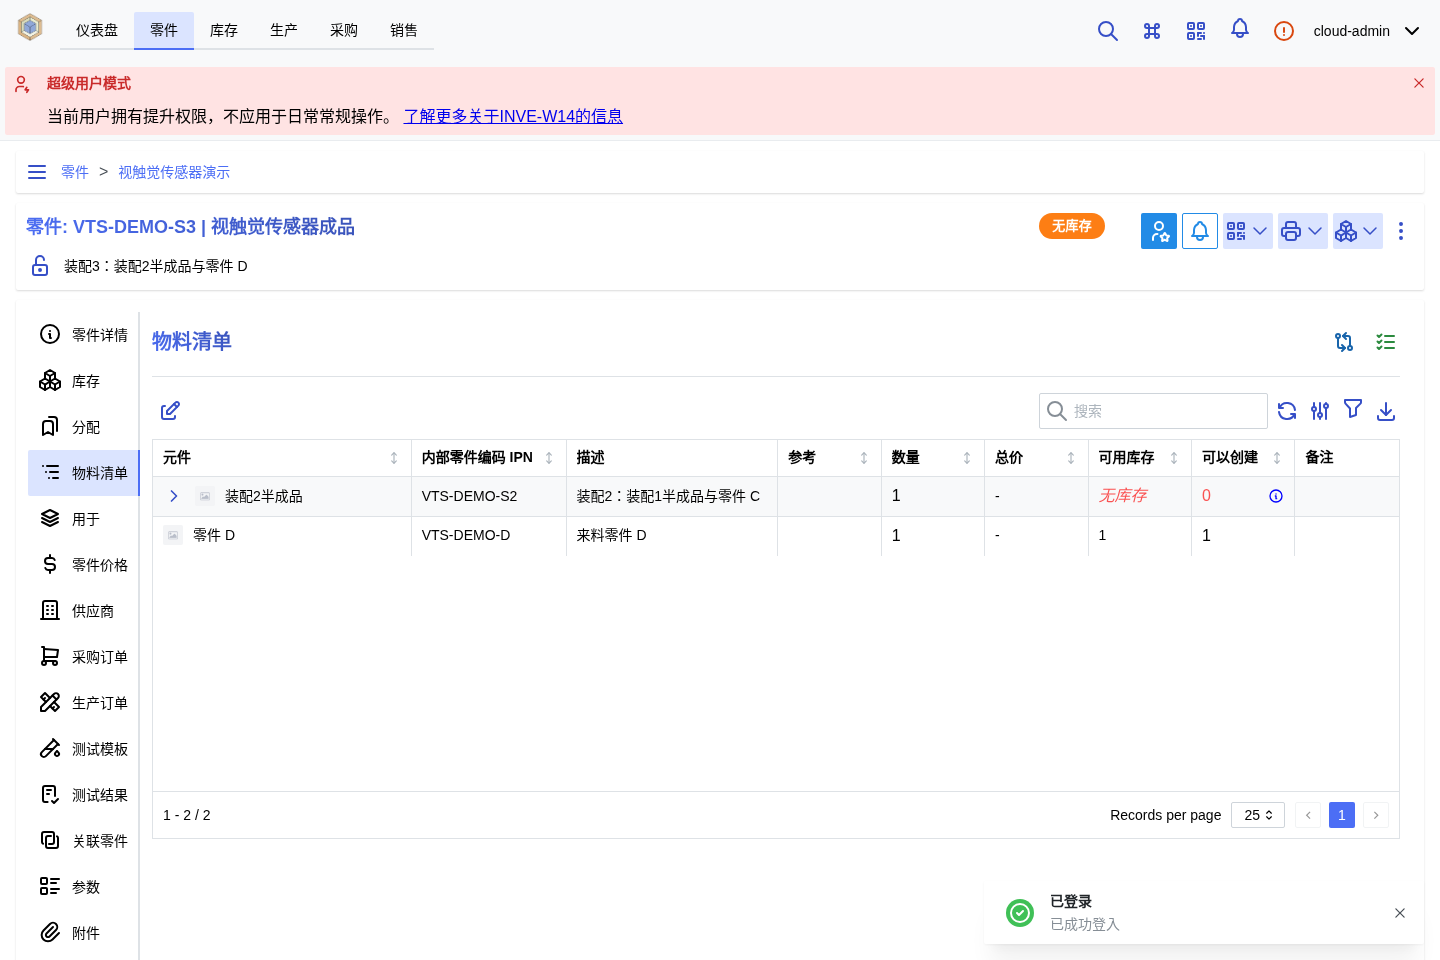 仪表盘 零件 库存 生产 采购 销售 cloud-admin
超级用户模式
当前用户拥有提升权限，不应用于日常常规操作。 了解更多关于INVE-W14的信息
零件 > 视触觉传感器演示
零件: VTS-DEMO-S3 | 视触觉传感器成品 无库存
装配3：装配2半成品与零件 D
零件详情
库存
分配
物料清单
用于
零件价格
供应商
采购订单
生产订单
测试模板
测试结果
关联零件
参数
附件
物料清单
搜索
元件 内部零件编码 IPN 描述 参考 数量 总价 可用库存 可以创建 备注
装配2半成品 VTS-DEMO-S2 装配2：装配1半成品与零件 C 1 - 无库存 0
零件 D VTS-DEMO-D 来料零件 D 1 - 1 1
1 - 2 / 2 Records per page 25 1
已登录
已成功登入